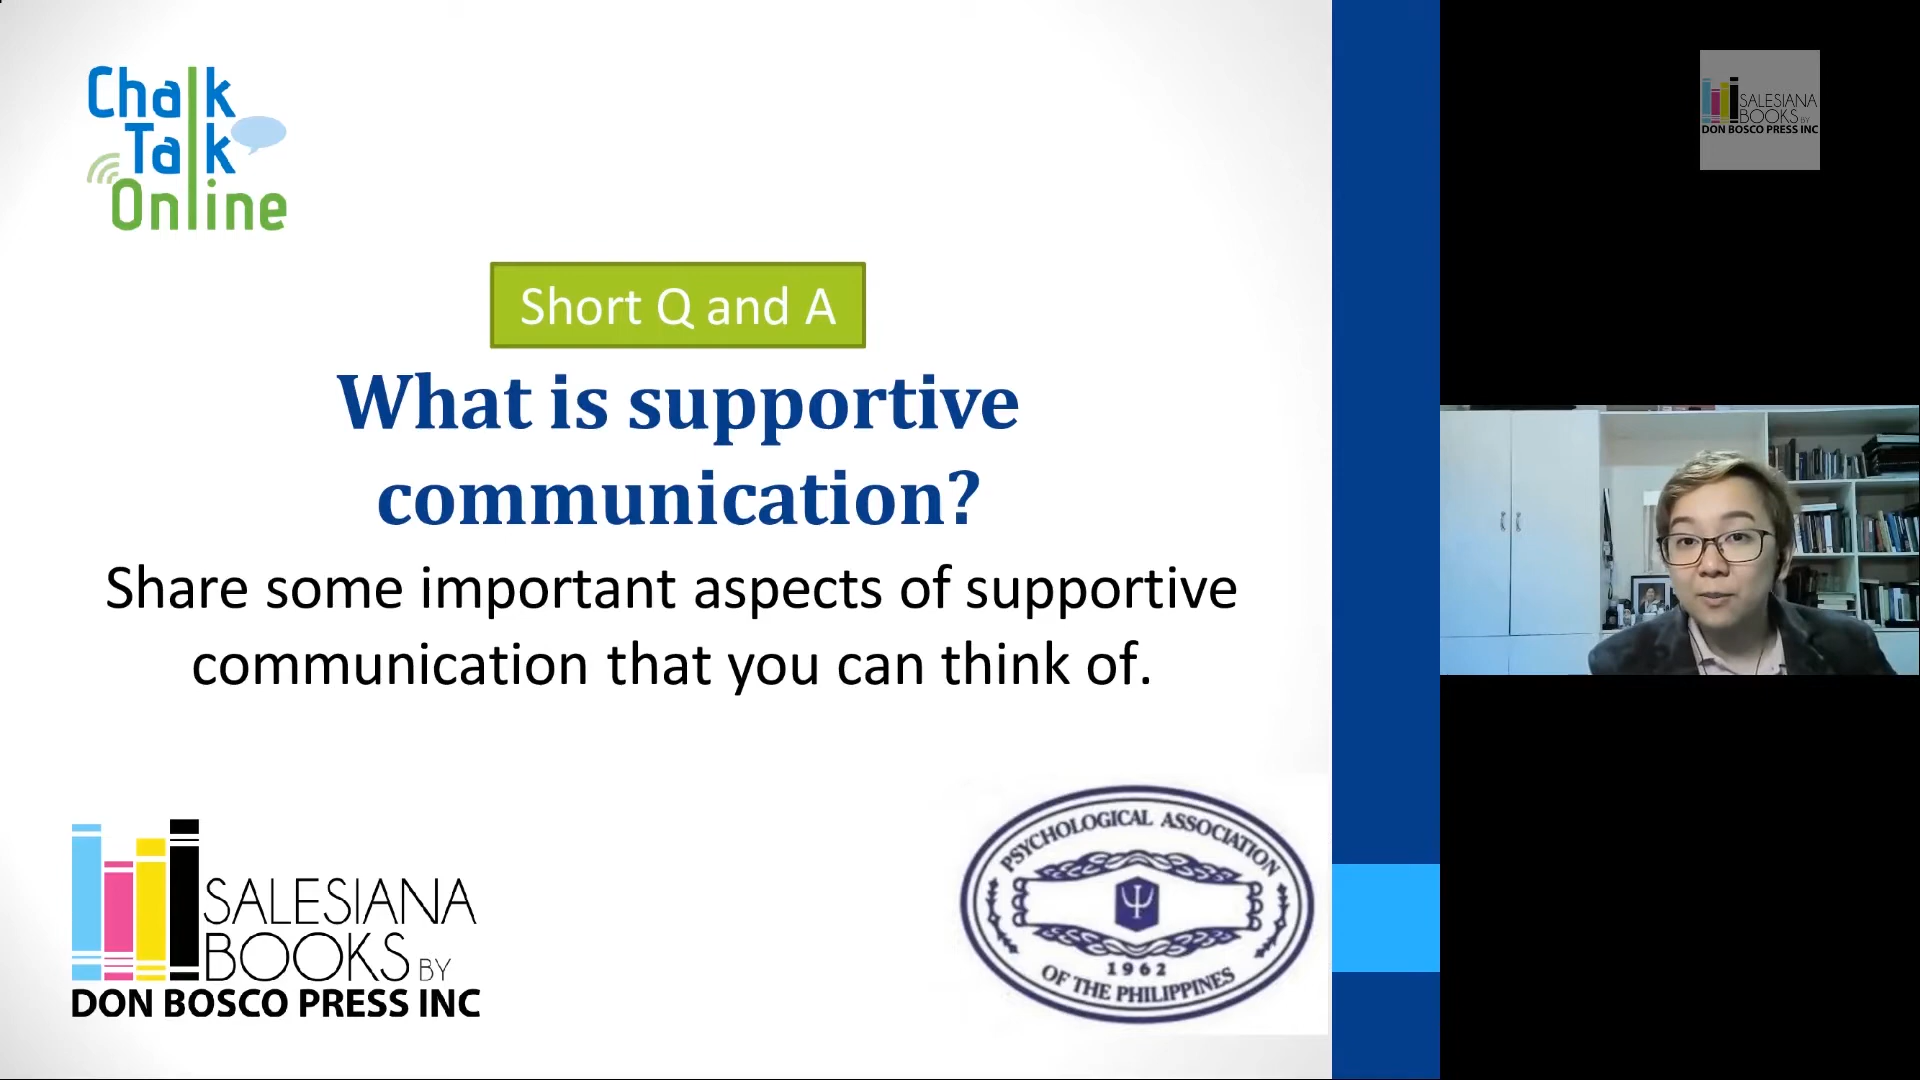 Chalk
Talk
Online
Short Q and A
What is supportive
communication?
Share some important aspects of supportive
communication that you can think of.
SALESIANA
BOOKS BY
DON BOSCO PRESS INC
PSYCHOLOGICAL ASSOCIATION
1962
OF THE PHILIPPINES
SALESIANA
BOOKS BY
DON BOSCO PRESS INC